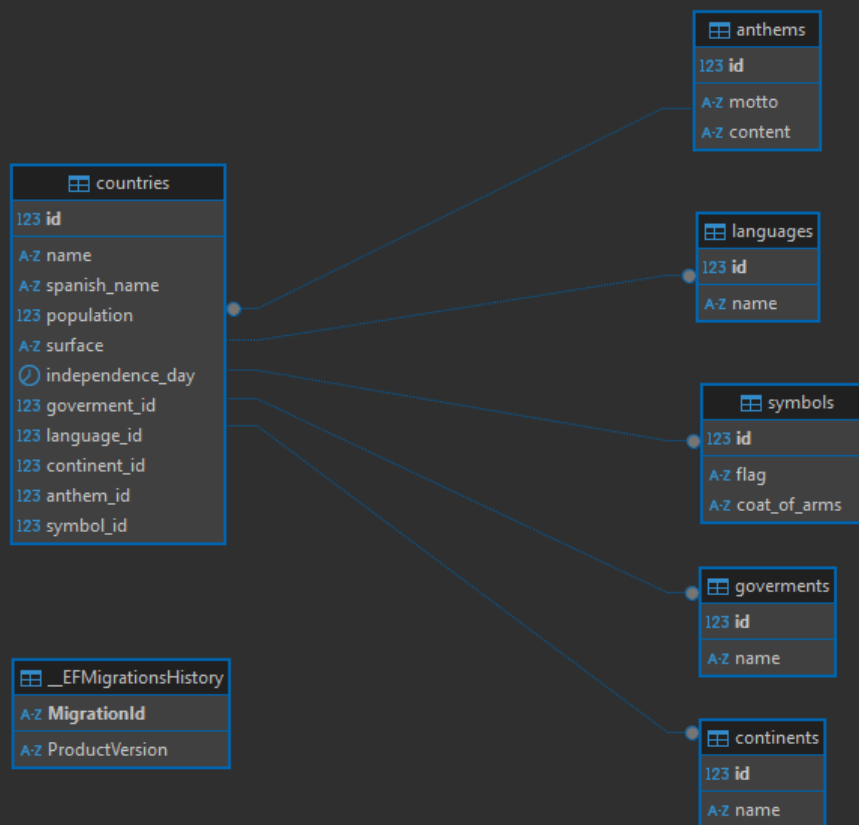 countries
123 id
A-Z name
A-Z spanish_name
123 population
A-Z surface
independence_day
123 goverment_id
123 language_id
123 continent_id
123 anthem_id
123 symbol_id
__EFMigrationsHistory
A-Z MigrationId
A-Z ProductVersion
anthems
123 id
A-Z motto
A-Z content
languages
123 id
A-Z name
symbols
123 id
A-Z flag
A-Z coat_of_arms
goverments
123 id
A-Z name
continents
123 id
A-Z name